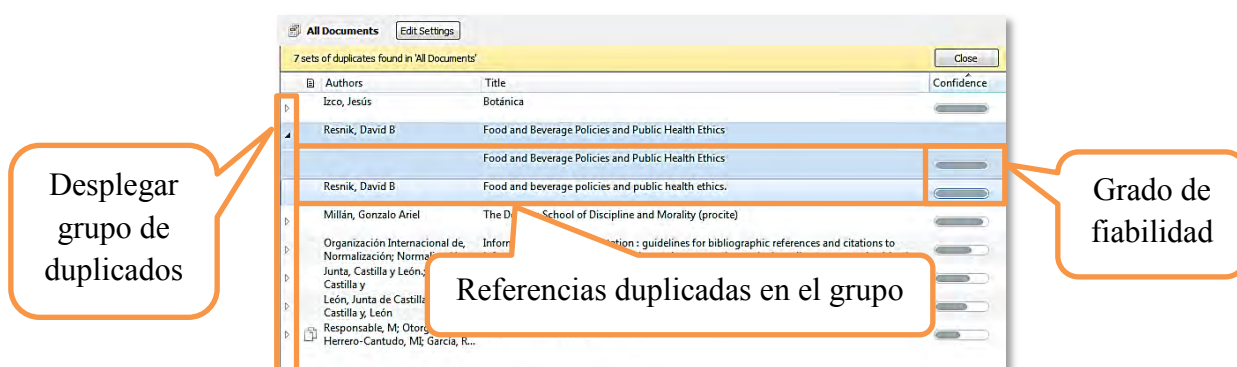 All Documents Edit Settings
7 sets of duplicates found in 'All Documents' Close
Authors Title Confidence
Izco, Jesús Botánica
Resnik, David B Food and Beverage Policies and Public Health Ethics
Food and Beverage Policies and Public Health Ethics
Resnik, David B Food and beverage policies and public health ethics.
Millán, Gonzalo Ariel The School of Discipline and Morality (procite)
Organización Internacional de, : guidelines for bibliographic references and citations to
Normalización;
Junta, Castilla y León.;
Castilla y
León, Junta de Castilla
Castilla y, León
Responsable, M;
Herrero-Cantudo, MI; García, R...
Desplegar
grupo de
duplicados
Referencias duplicadas en el grupo
Grado de
fiabilidad